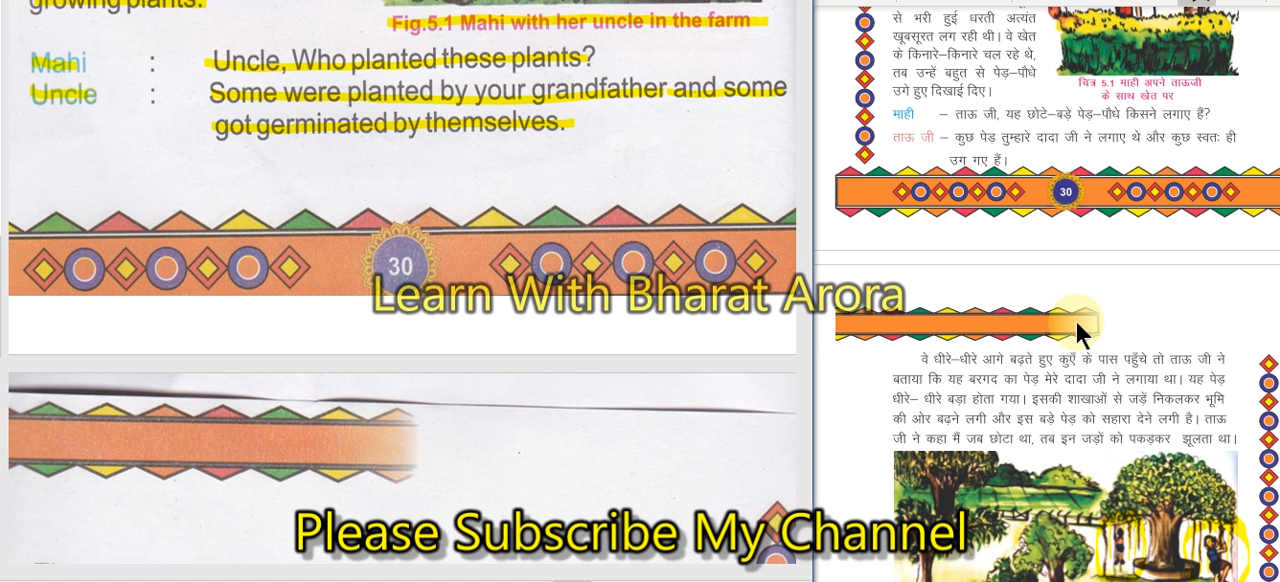 growing plants.
Fig.5.1 Mahi with her uncle in the farm
Mahi : Uncle, Who planted these plants?
Uncle : Some were planted by your grandfather and some
got germinated by themselves.
30
से भरी हुई धरती अत्यंत
खूबसूरत लग रही थी। वे खेत
के किनारे–किनारे चल रहे थे,
तब उन्हें बहुत से पेड़–पौधे
उगे हुए दिखाई दिए।
चित्र 5.1 माही अपने ताऊजी
के साथ खेत पर
माही – ताऊ जी, यह छोटे–बड़े पेड़–पौधे किसने लगाए हैं?
ताऊ जी – कुछ पेड़ तुम्हारे दादा जी ने लगाए थे और कुछ स्वतः ही
उग गए हैं।
30
Learn With Bharat Arora
वे धीरे–धीरे आगे बढ़ते हुए कुएँ के पास पहुँचे तो ताऊ जी ने
बताया कि यह बरगद का पेड़ मेरे दादा जी ने लगाया था। यह पेड़
धीरे– धीरे बड़ा होता गया। इसकी शाखाओं से जड़ें निकलकर भूमि
की ओर बढ़ने लगी और इस बड़े पेड़ को सहारा देने लगी है। ताऊ
जी ने कहा मैं जब छोटा था, तब इन जड़ों को पकड़कर झूलता था।
Please Subscribe My Channel